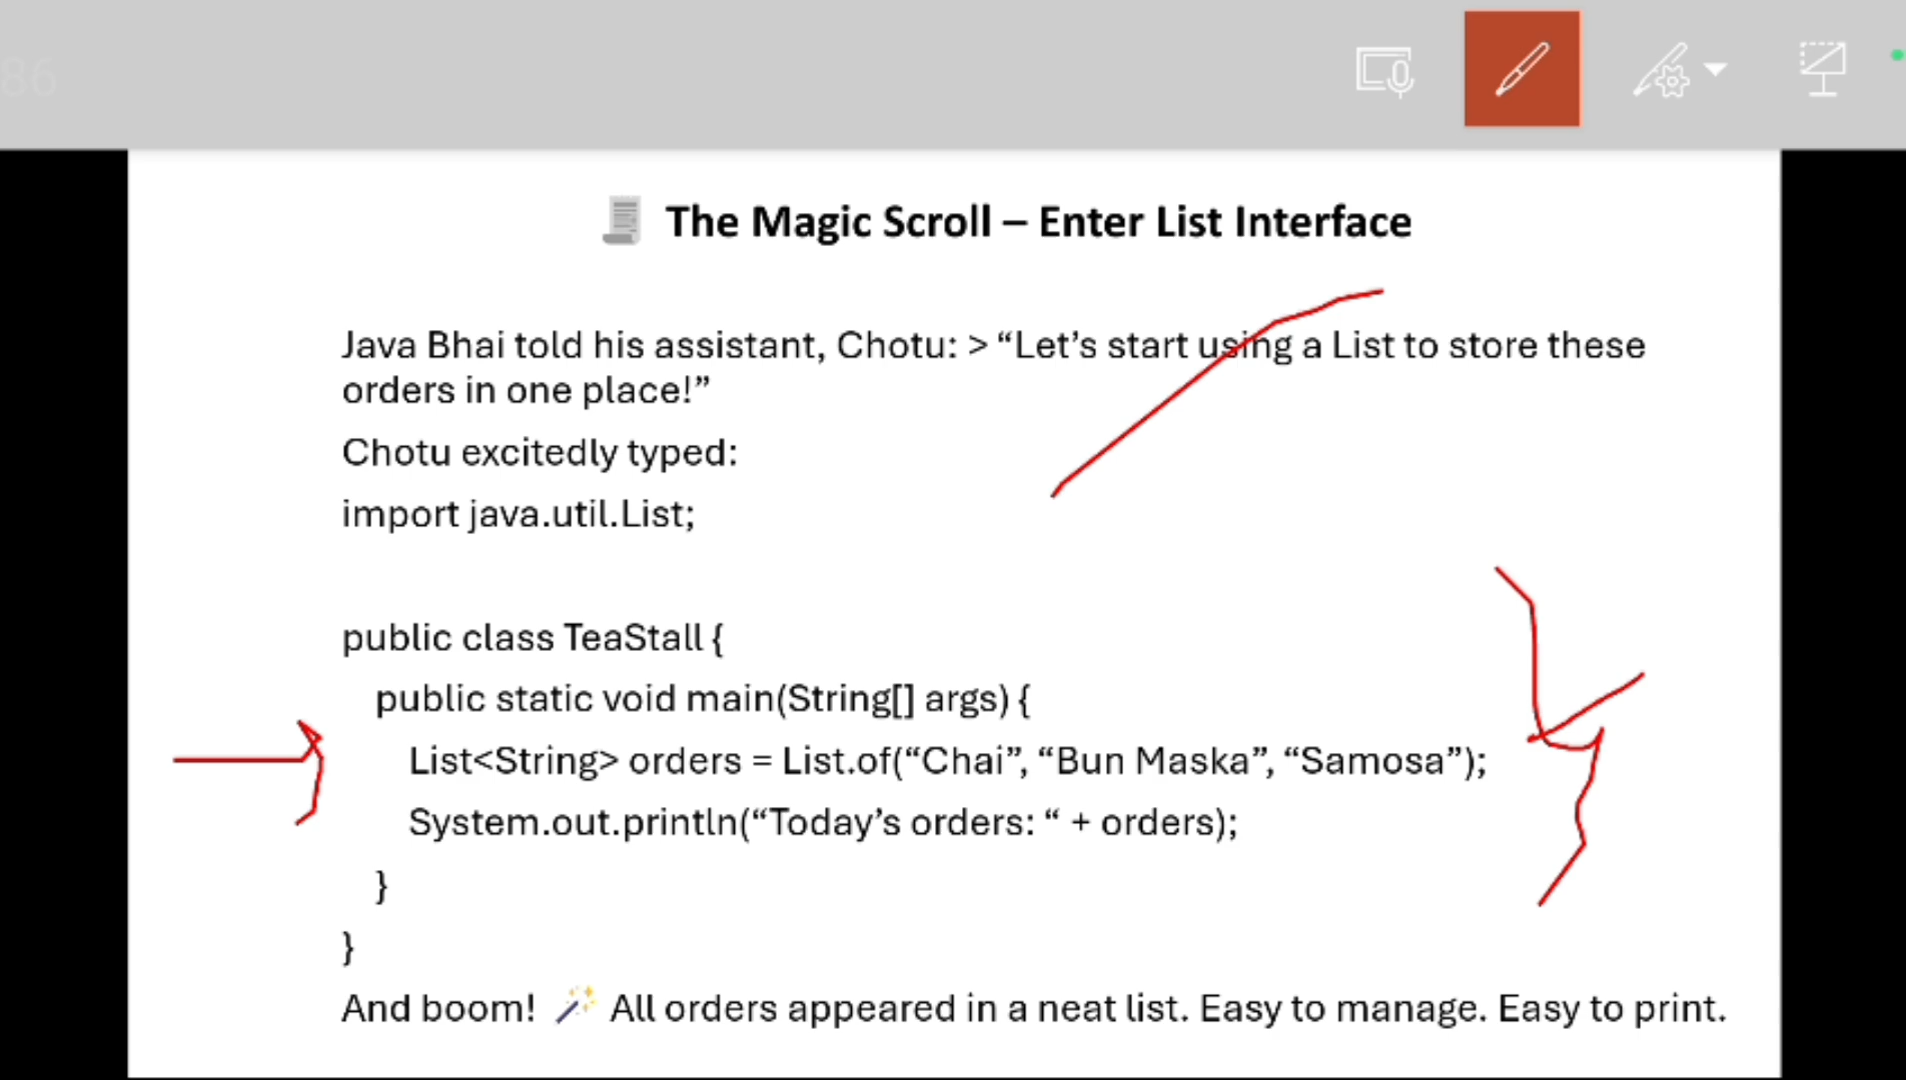 86
The Magic Scroll – Enter List Interface
Java Bhai told his assistant, Chotu: > “Let’s start using a List to store these
orders in one place!”
Chotu excitedly typed:
import java.util.List;
public class TeaStall {
public static void main(String[] args) {
List<String> orders = List.of(“Chai”, “Bun Maska”, “Samosa”);
System.out.println(“Today’s orders: “ + orders);
}
}
And boom! 🪄 All orders appeared in a neat list. Easy to manage. Easy to print.